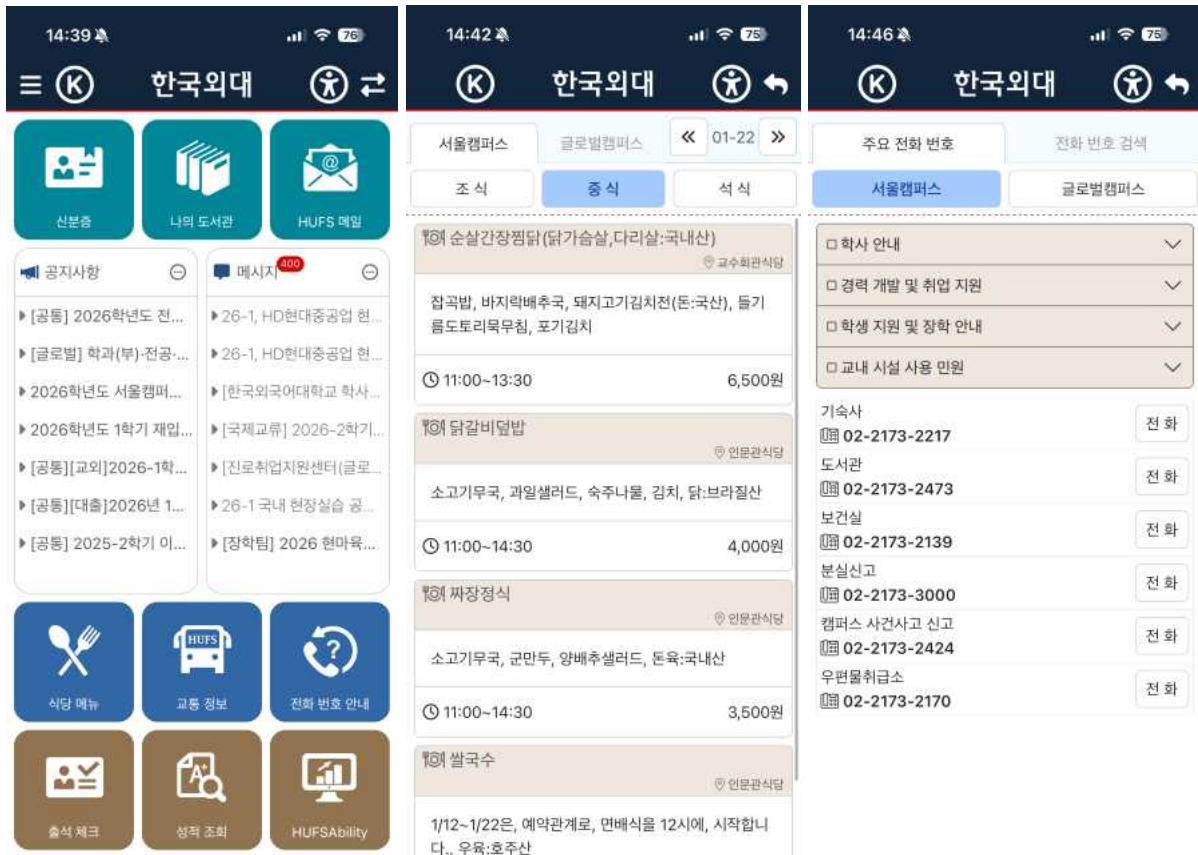 14:39
76
K
한국외대
신분증
나의 도서관
HUFS 메일
공지사항
[공통] 2026학년도 전...
[글로벌] 학과(부)·전공·...
2026학년도 서울캠퍼...
2026학년도 1학기 재입...
[공통][교외]2026-1학...
[공통][대출]2026년 1...
[공통] 2025-2학기 이...
메시지 400
26-1, HD현대중공업 현...
26-1, HD현대중공업 현...
[한국외국어대학교 학사...
[국제교류] 2026-2학기...
[진로취업지원센터(글로...
26-1 국내 현장실습 공...
[장학팀] 2026 현마육...
HUFS
식당 메뉴
교통 정보
전화 번호 안내
출석 체크
성적 조회
HUFSAbility
14:42
75
K
한국외대
서울캠퍼스
글로벌캠퍼스
« 01-22 »
조 식
중 식
석 식
순살간장찜닭(닭가슴살,다리살:국내산)
교수회관식당
잡곡밥, 바지락배추국, 돼지고기김치전(돈:국산), 들기
름도토리묵무침, 포기김치
11:00~13:30 6,500원
닭갈비덮밥
인문관식당
소고기무국, 과일샐러드, 숙주나물, 김치, 닭:브라질산
11:00~14:30 4,000원
짜장정식
인문관식당
소고기무국, 군만두, 양배추샐러드, 돈육:국내산
11:00~14:30 3,500원
쌀국수
인문관식당
1/12~1/22은, 예약관계로, 면배식을 12시에, 시작합니
다., 우육:호주산
14:46
75
K
한국외대
주요 전화 번호
전화 번호 검색
서울캠퍼스
글로벌캠퍼스
학사 안내
경력 개발 및 취업 지원
학생 지원 및 장학 안내
교내 시설 사용 민원
기숙사
02-2173-2217
전 화
도서관
02-2173-2473
전 화
보건실
02-2173-2139
전 화
분실신고
02-2173-3000
전 화
캠퍼스 사건사고 신고
02-2173-2424
전 화
우편물취급소
02-2173-2170
전 화